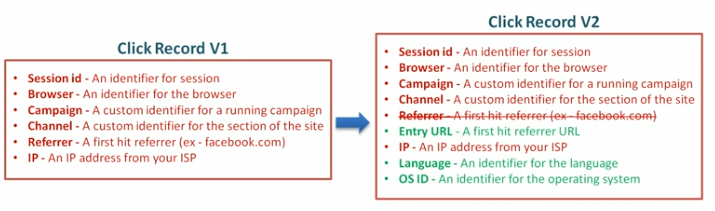 Click Record V1
• Session id - An identifier for session
• Browser - An identifier for the browser
• Campaign - A custom identifier for a running campaign
• Channel - A custom identifier for the section of the site
• Referrer - A first hit referrer (ex - facebook.com)
• IP - An IP address from your ISP
Click Record V2
• Session id - An identifier for session
• Browser - An identifier for the browser
• Campaign - A custom identifier for a running campaign
• Channel - A custom identifier for the section of the site
• Referrer - A first hit referrer (ex - facebook.com)
• Entry URL - A first hit referrer URL
• IP - An IP address from your ISP
• Language - An identifier for the language
• OS ID - An identifier for the operating system